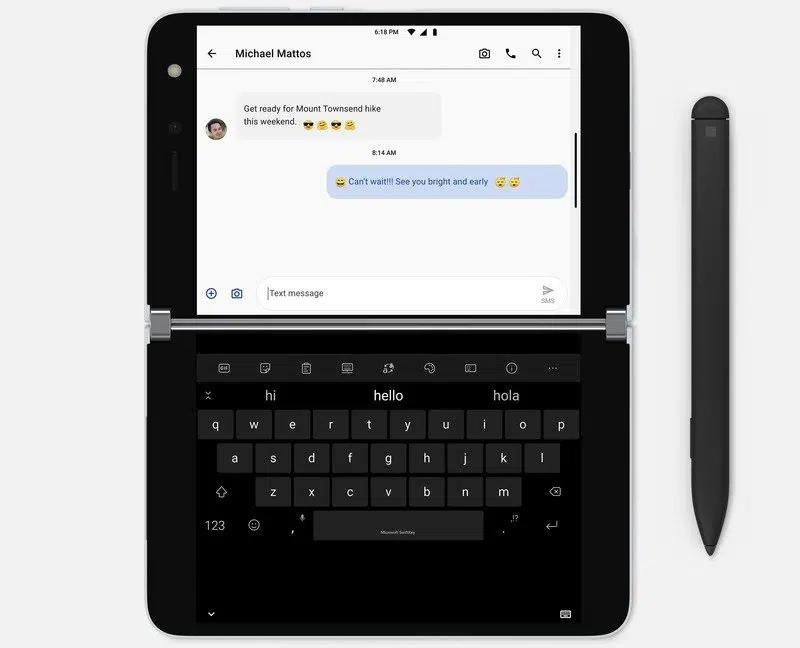 6:18 PM
Michael Mattos
7:48 AM
Get ready for Mount Townsend hike
this weekend. 😎 🤗 😎 🤗
8:14 AM
😄 Can't wait!!! See you bright and early 😴 😴
Text message
SMS
GIF
hi hello hola
q w e r t y u i o p
a s d f g h j k l
z x c v b n m
123 , . ,!?
Microsoft SwiftKey